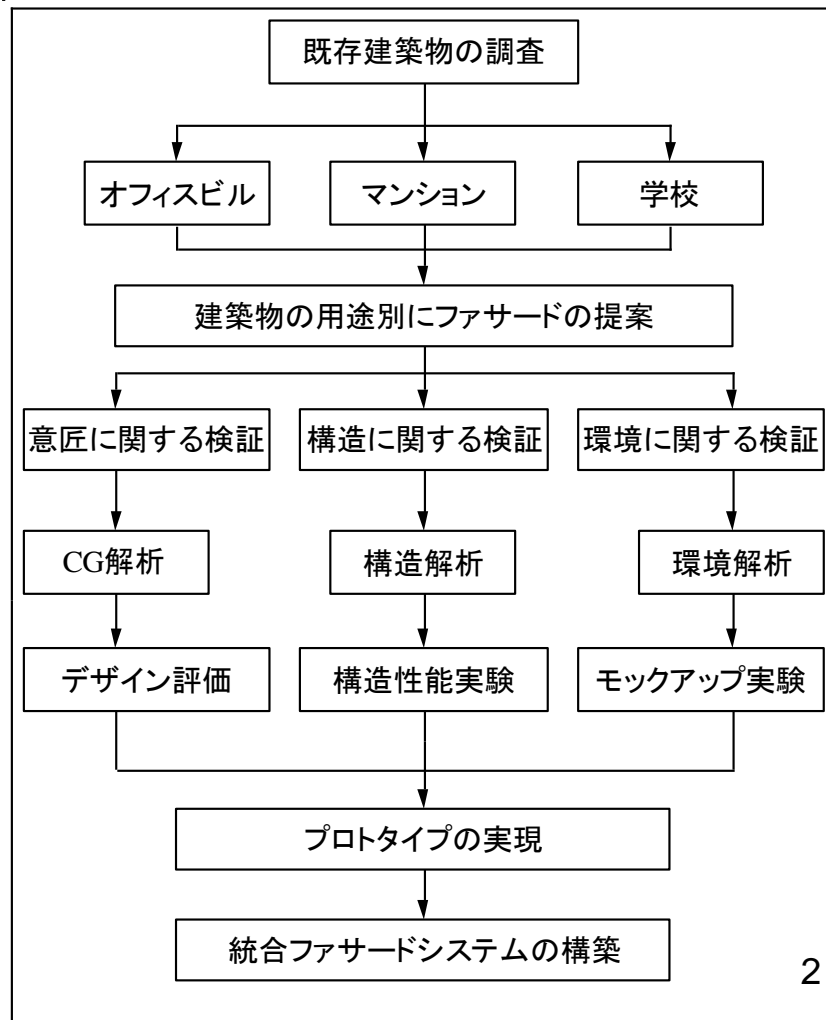 既存建築物の調査
オフィスビル
マンション
学校
建築物の用途別にファサードの提案
意匠に関する検証
構造に関する検証
環境に関する検証
CG解析
構造解析
環境解析
デザイン評価
構造性能実験
モックアップ実験
プロトタイプの実現
統合ファサードシステムの構築
2